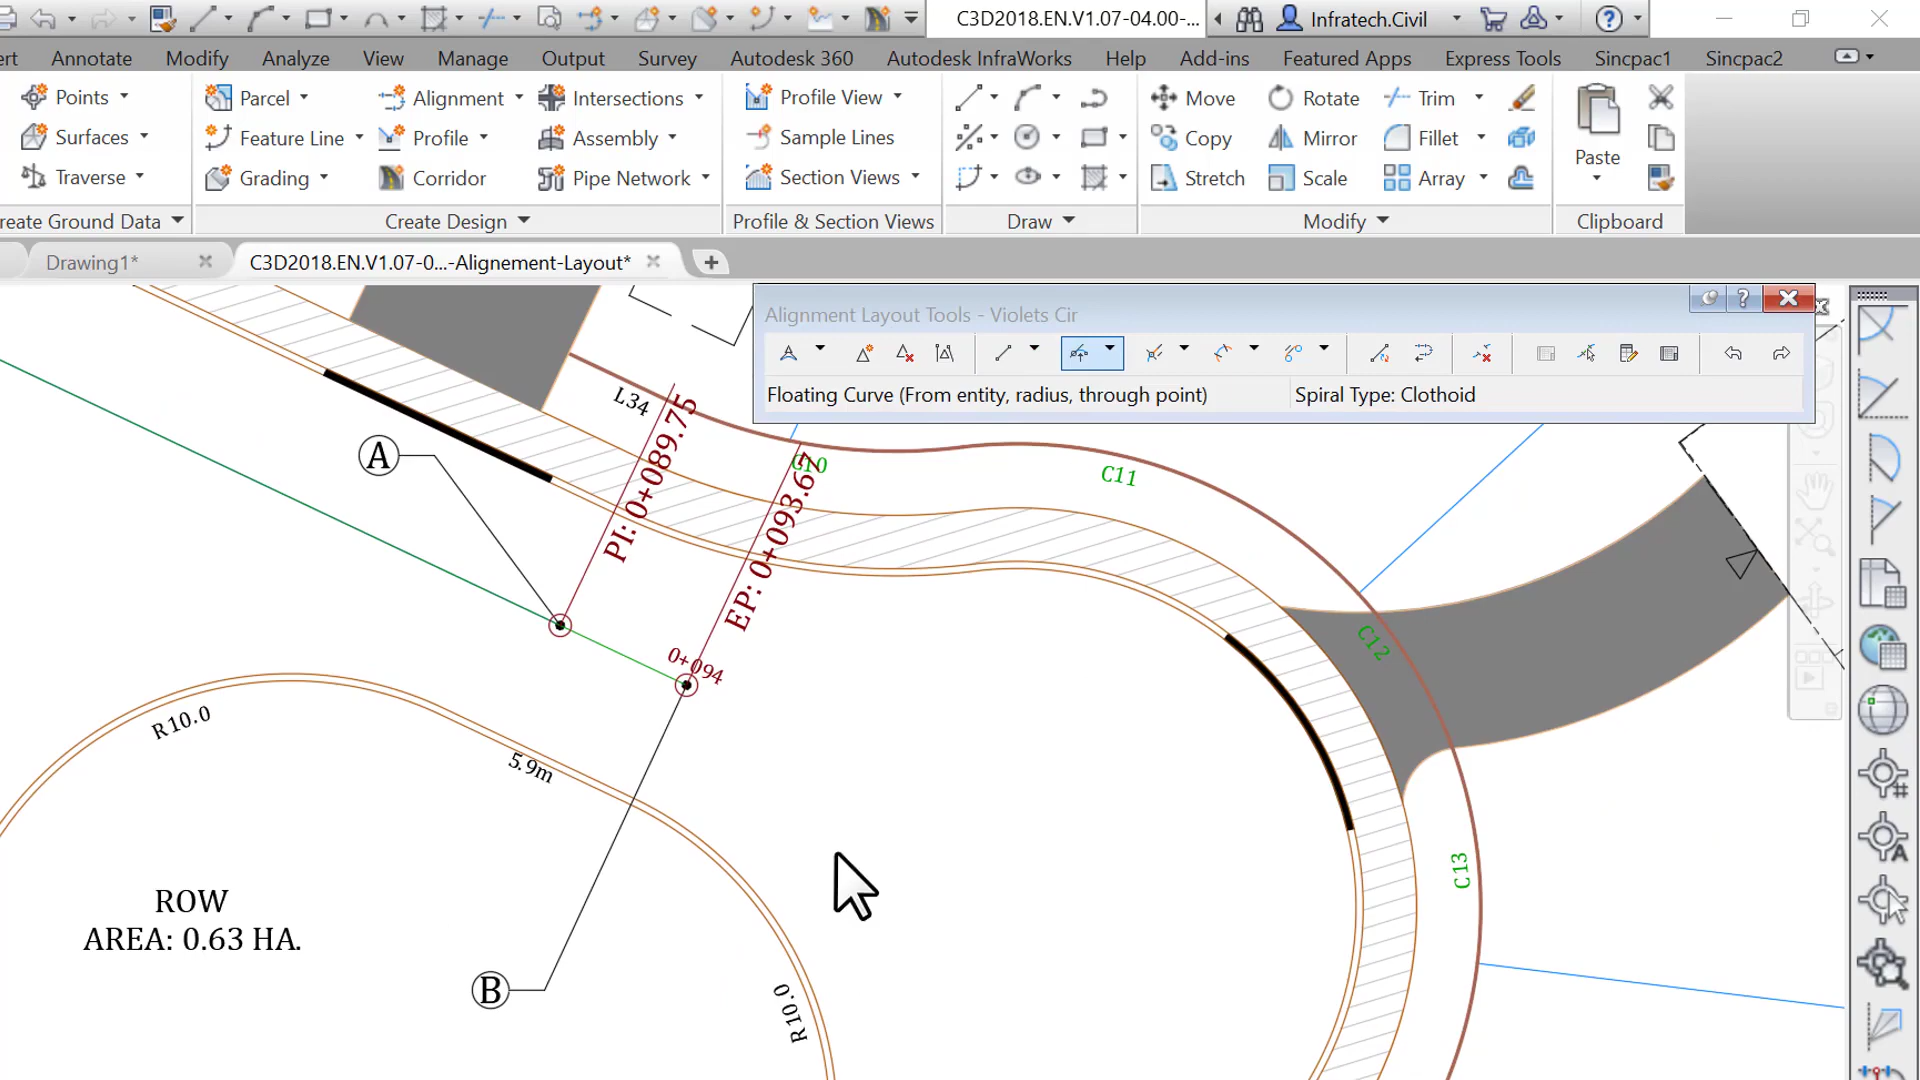 C3D2018.EN.V1.07-04.00-...
Infratech.Civil
ert
Annotate
Modify
Analyze
View
Manage
Output
Survey
Autodesk 360
Autodesk InfraWorks
Help
Add-ins
Featured Apps
Express Tools
Sincpac1
Sincpac2
Points
Parcel
Alignment
Intersections
Profile View
Move
Rotate
Trim
Surfaces
Feature Line
Profile
Assembly
Sample Lines
Copy
Mirror
Fillet
Paste
Traverse
Grading
Corridor
Pipe Network
Section Views
Stretch
Scale
Array
reate Ground Data
Create Design
Profile & Section Views
Draw
Modify
Clipboard
Drawing1*
C3D2018.EN.V1.07-0...-Alignement-Layout*
Alignment Layout Tools - Violets Cir
Floating Curve (From entity, radius, through point)
Spiral Type: Clothoid
L34
PI: 0+089.75
C10
EP: 0+093.67
C11
A
C12
0+094
R10.0
5.9m
C13
ROW
AREA: 0.63 HA.
B
R10.0